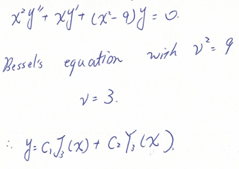 x²y'' + xy' + (x² - 9)y = 0.
Bessel's equation with ν² = 9
ν = 3.
∴ y = C₁J₃(x) + C₂Y₃(x).